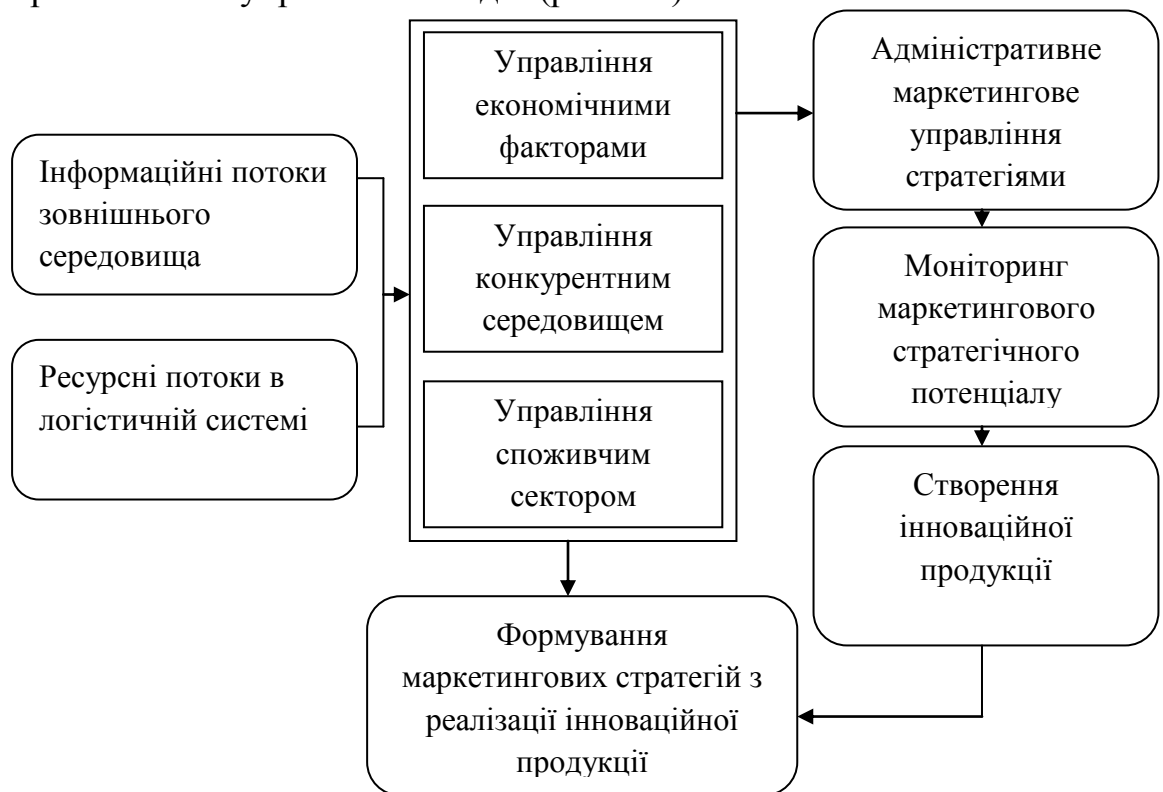 Управління
економічними
факторами
Адміністративне
маркетингове
управління
стратегіями
Інформаційні потоки
зовнішнього
середовища
Управління
конкурентним
середовищем
Моніторинг
маркетингового
стратегічного
потенціалу
Ресурсні потоки в
логістичній системі
Управління
споживчим
сектором
Створення
інноваційної
продукції
Формування
маркетингових стратегій з
реалізації інноваційної
продукції